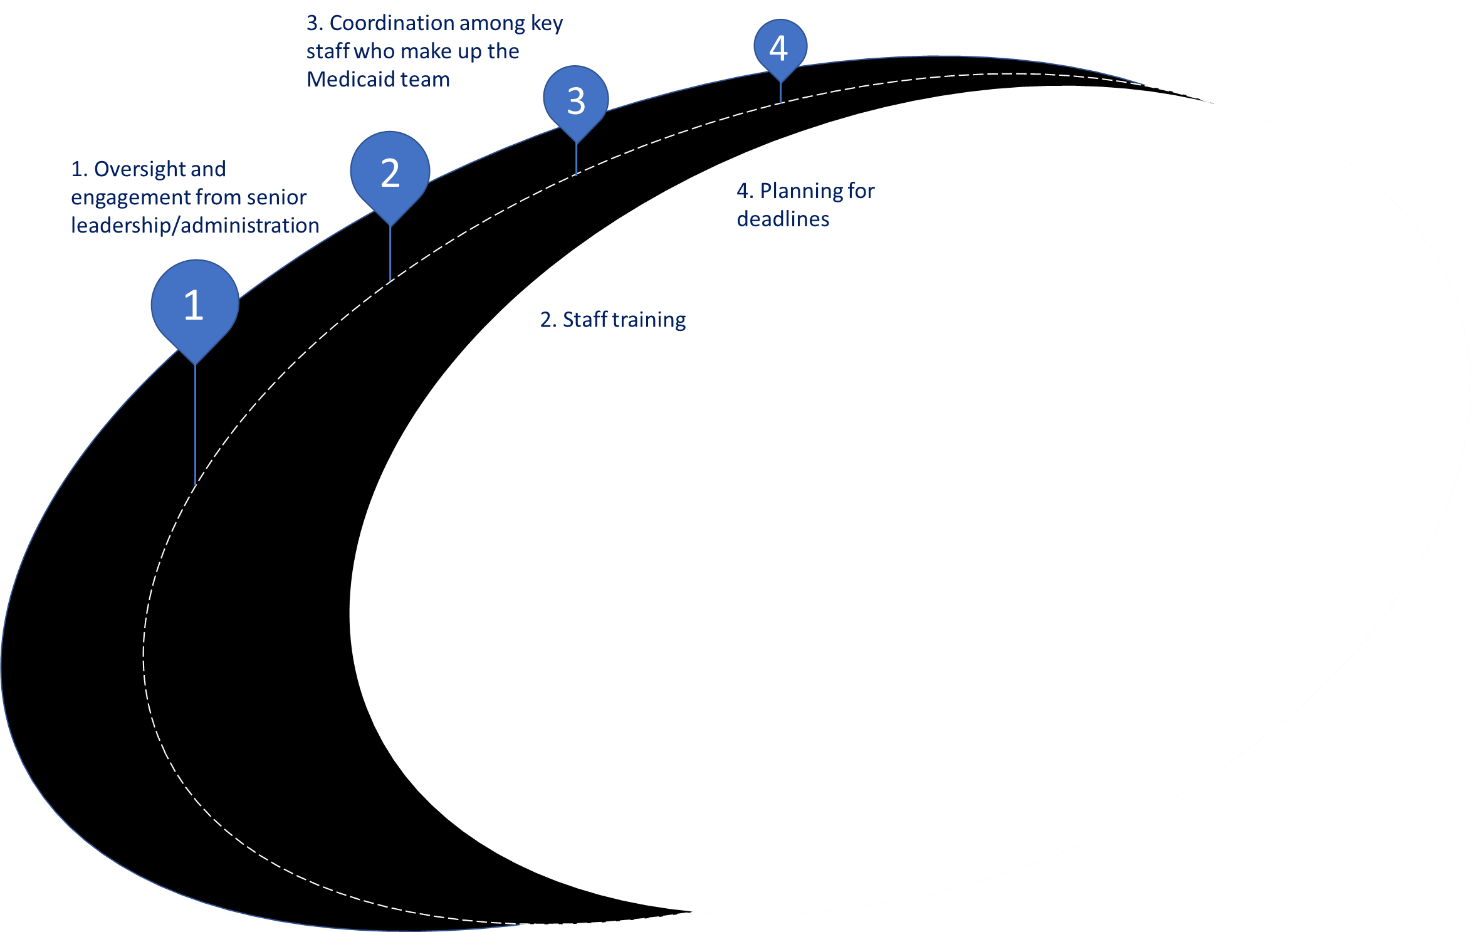 1. Oversight and
engagement from senior
leadership/administration
1
2. Staff training
2
3. Coordination among key
staff who make up the
Medicaid team
3
4. Planning for
deadlines
4